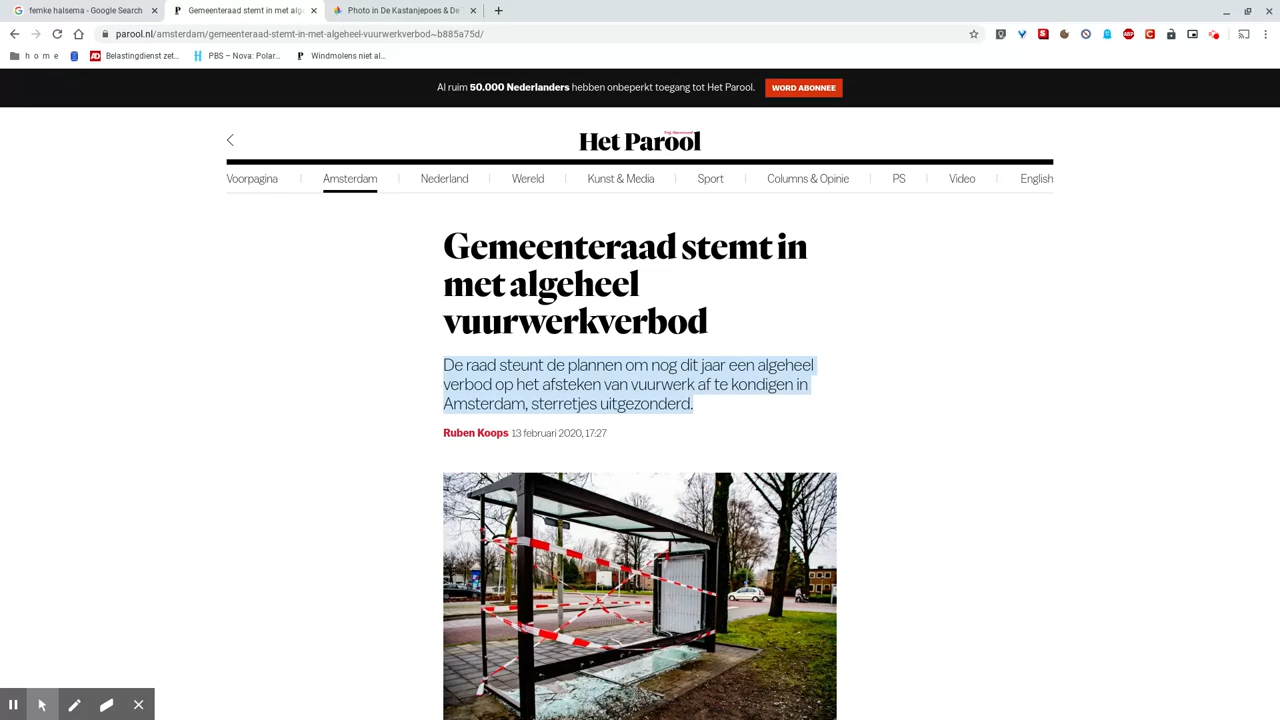 femke halsema - Google Search
Gemeenteraad stemt in met alg
Photo in De Kastanjepoes & De
parool.nl/amsterdam/gemeenteraad-stemt-in-met-algeheel-vuurwerkverbod~b885a75d/
h o m e
Belastingdienst zet...
PBS – Nova: Polar...
Windmolens niet al...
Al ruim 50.000 Nederlanders hebben onbeperkt toegang tot Het Parool.
WORD ABONNEE
Het Parool
Voorpagina
Amsterdam
Nederland
Wereld
Kunst & Media
Sport
Columns & Opinie
PS
Video
English
Gemeenteraad stemt in
met algeheel
vuurwerkverbod
De raad steunt de plannen om nog dit jaar een algeheel
verbod op het afsteken van vuurwerk af te kondigen in
Amsterdam, sterretjes uitgezonderd.
Ruben Koops 13 februari 2020, 17:27